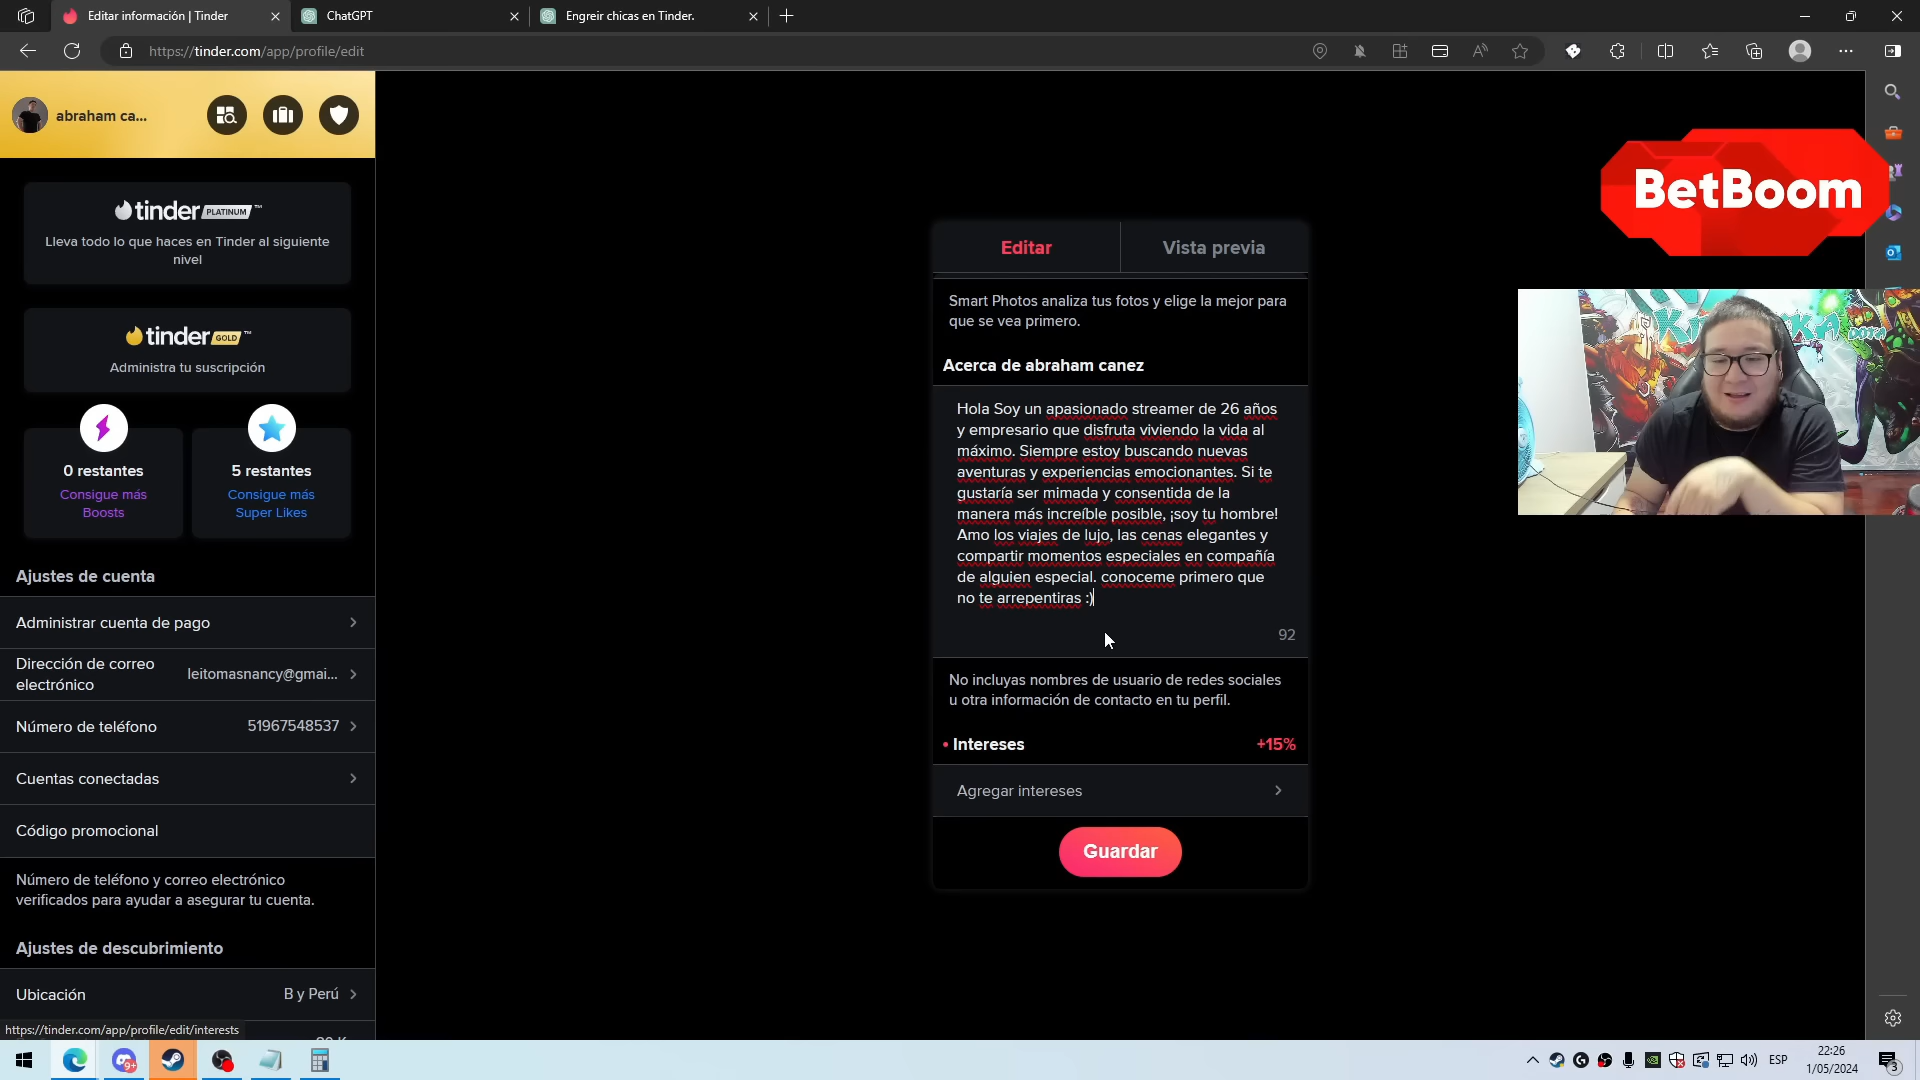 Editar información | Tinder
ChatGPT
Engreir chicas en Tinder.
https://tinder.com/app/profile/edit
abraham ca...
tinder PLATINUM™
Lleva todo lo que haces en Tinder al siguiente
nivel
tinder GOLD™
Administra tu suscripción
0 restantes
Consigue más
Boosts
5 restantes
Consigue más
Super Likes
Ajustes de cuenta
Administrar cuenta de pago
Dirección de correo
electrónico
leitomasnancy@gmai...
Número de teléfono
51967548537
Cuentas conectadas
Código promocional
Número de teléfono y correo electrónico
verificados para ayudar a asegurar tu cuenta.
Ajustes de descubrimiento
Ubicación
B y Perú
https://tinder.com/app/profile/edit/interests
Editar
Vista previa
Smart Photos analiza tus fotos y elige la mejor para
que se vea primero.
Acerca de abraham canez
Hola Soy un apasionado streamer de 26 años
y empresario que disfruta viviendo la vida al
máximo. Siempre estoy buscando nuevas
aventuras y experiencias emocionantes. Si te
gustaría ser mimada y consentida de la
manera más increíble posible, ¡soy tu hombre!
Amo los viajes de lujo, las cenas elegantes y
compartir momentos especiales en compañía
de alguien especial. conoceme primero que
no te arrepentiras :)
92
No incluyas nombres de usuario de redes sociales
u otra información de contacto en tu perfil.
• Intereses
+15%
Agregar intereses
Guardar
BetBoom
DOTA
9+
ESP
22:26
1/05/2024
3